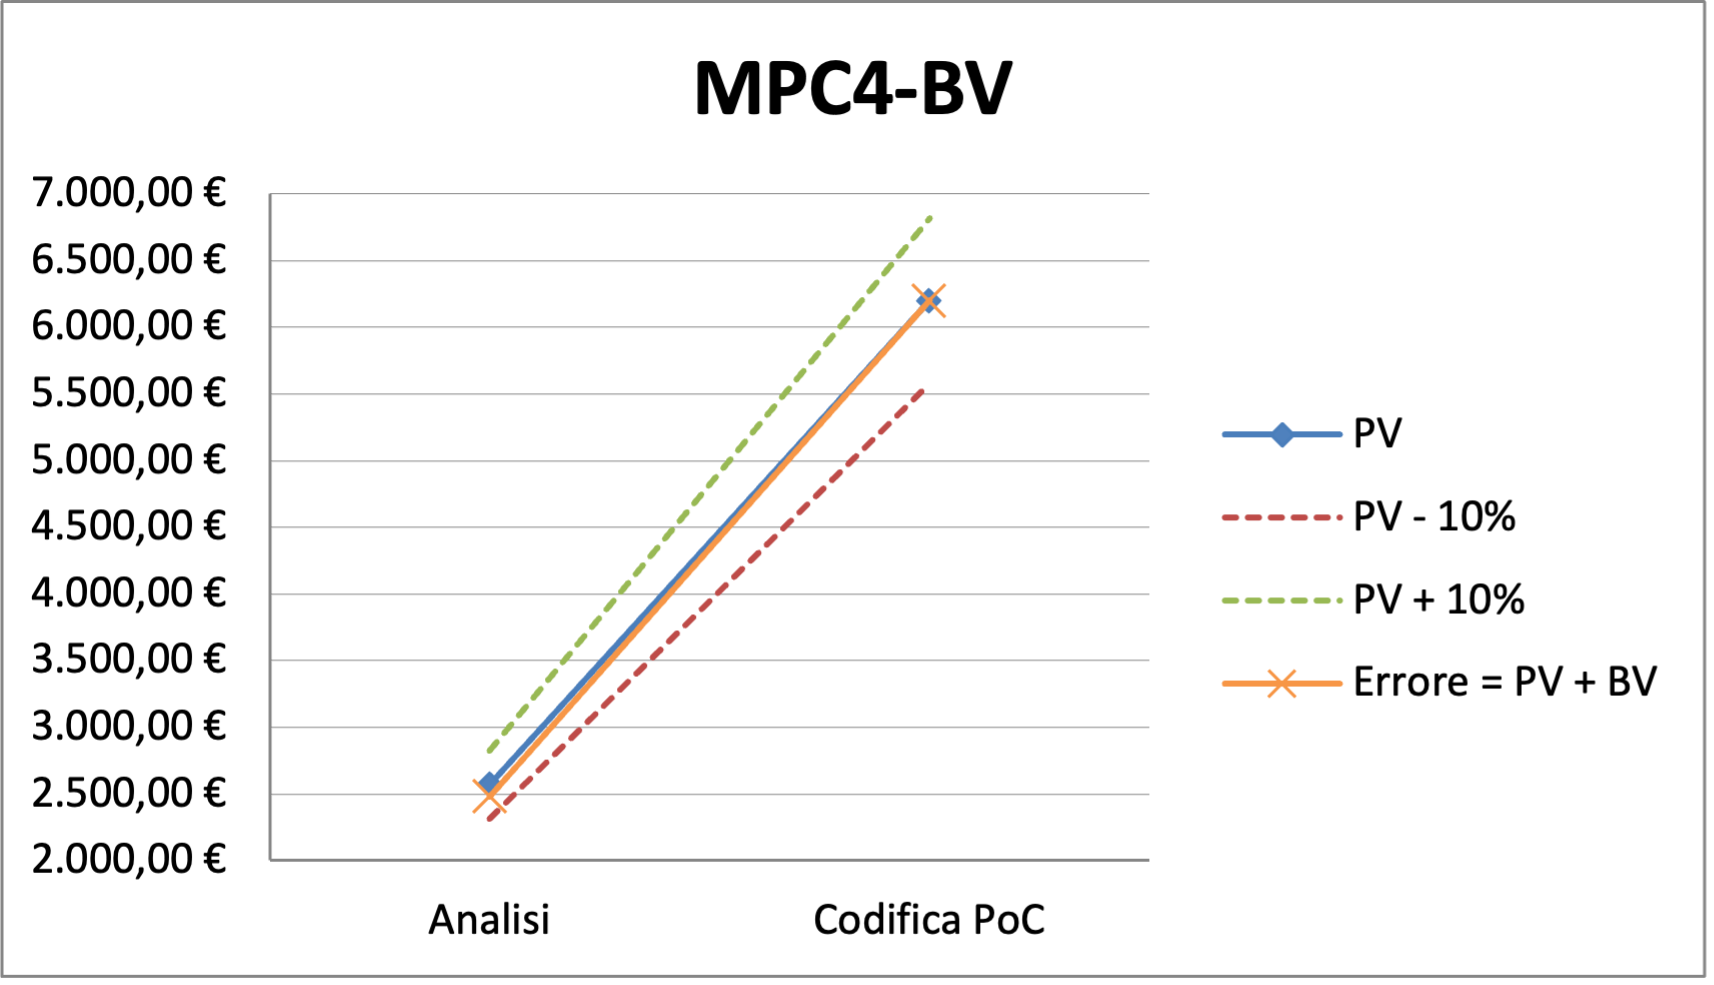 MPC4-BV
7.000,00 €
6.500,00 €
6.000,00 €
5.500,00 €
5.000,00 €
4.500,00 €
4.000,00 €
3.500,00 €
3.000,00 €
2.500,00 €
2.000,00 €
Analisi
Codifica PoC
PV
PV - 10%
PV + 10%
Errore = PV + BV